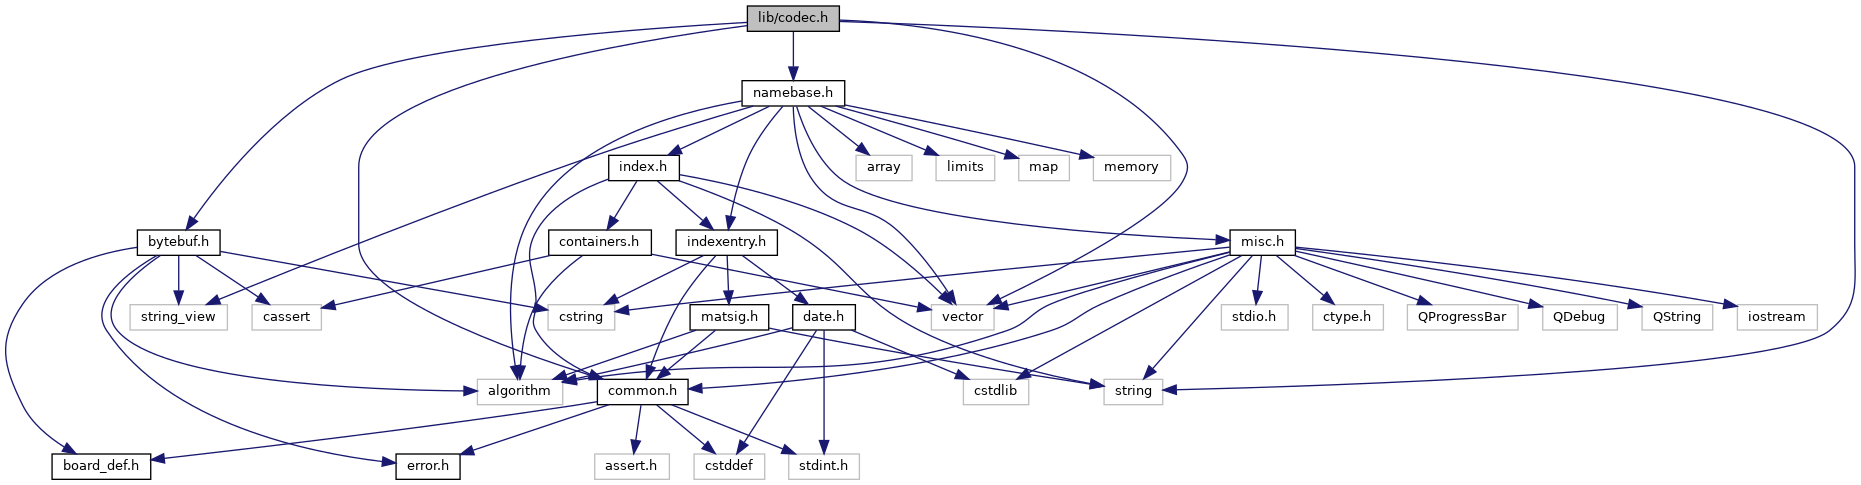 lib/codec.h
namebase.h
index.h
array
limits
map
memory
bytebuf.h
containers.h
indexentry.h
misc.h
string_view
cassert
cstring
matsig.h
date.h
vector
stdio.h
ctype.h
QProgressBar
QDebug
QString
iostream
algorithm
common.h
cstdlib
string
board_def.h
error.h
assert.h
cstddef
stdint.h